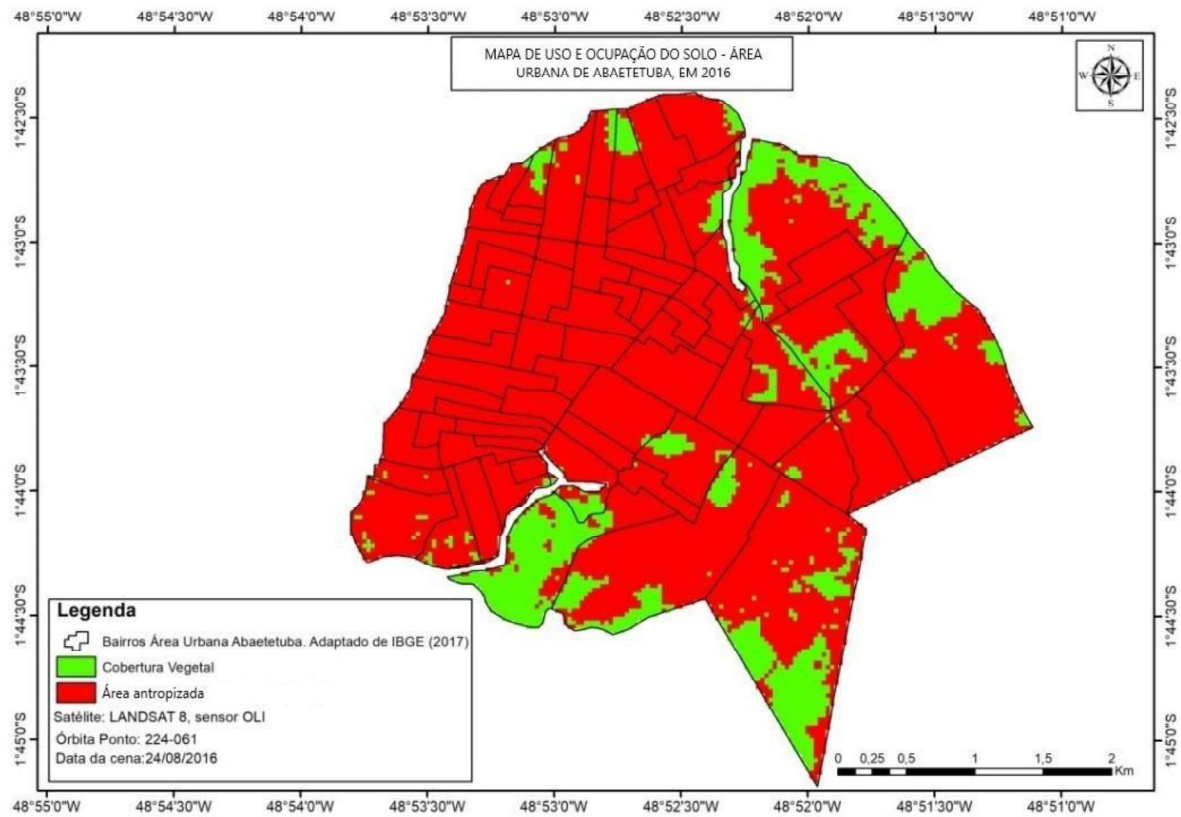 48°55'0"W 48°54'30"W 48°54'0"W 48°53'30"W 48°53'0"W 48°52'30"W 48°52'0"W 48°51'30"W 48°51'0"W
MAPA DE USO E OCUPAÇÃO DO SOLO - ÁREA
URBANA DE ABAETETUBA, EM 2016
N
W E
S
1°42'30"S 1°42'30"S
1°43'0"S 1°43'0"S
1°43'30"S 1°43'30"S
1°44'0"S 1°44'0"S
1°44'30"S 1°44'30"S
1°45'0"S 1°45'0"S
Legenda
Bairros Área Urbana Abaetetuba. Adaptado de IBGE (2017)
Cobertura Vegetal
Área antropizada
Satélite: LANDSAT 8, sensor OLI
Órbita Ponto: 224-061
Data da cena:24/08/2016
0 0,25 0,5 1 1,5 2
Km
48°55'0"W 48°54'30"W 48°54'0"W 48°53'30"W 48°53'0"W 48°52'30"W 48°52'0"W 48°51'30"W 48°51'0"W